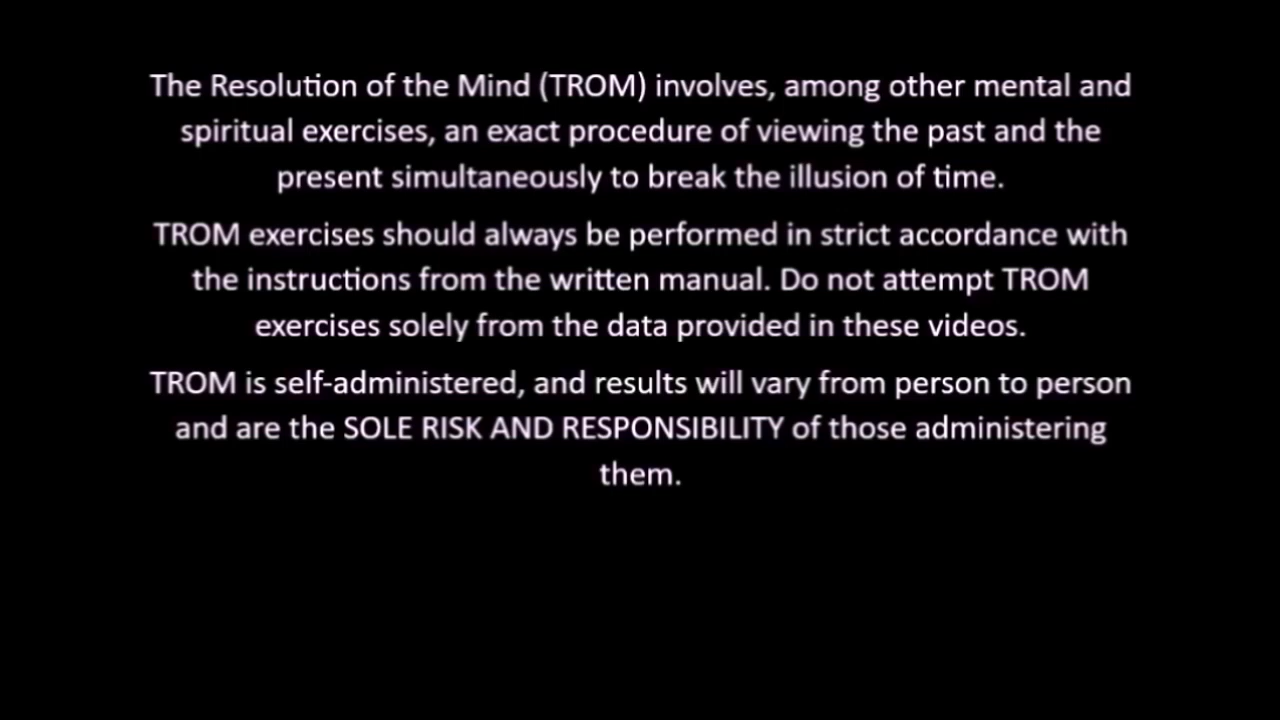 The Resolution of the Mind (TROM) involves, among other mental and
spiritual exercises, an exact procedure of viewing the past and the
present simultaneously to break the illusion of time.
TROM exercises should always be performed in strict accordance with
the instructions from the written manual. Do not attempt TROM
exercises solely from the data provided in these videos.
TROM is self-administered, and results will vary from person to person
and are the SOLE RISK AND RESPONSIBILITY of those administering
them.